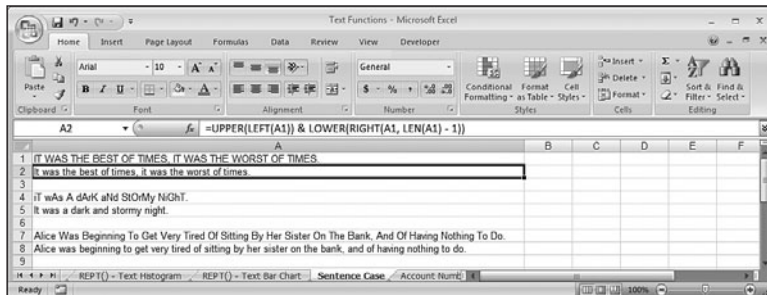 Text Functions - Microsoft Excel
Home Insert Page Layout Formulas Data Review View Developer
Arial 10 A A General Conditional Formatting Format as Table Cell Styles Insert Delete Format Sort & Filter Find & Select
Paste B I U A $ % ,
Clipboard Font Alignment Number Styles Cells Editing
A2 fx =UPPER(LEFT(A1)) & LOWER(RIGHT(A1, LEN(A1) - 1))
A B C D E F
1 IT WAS THE BEST OF TIMES, IT WAS THE WORST OF TIMES.
2 It was the best of times, it was the worst of times.
3
4 iT wAs A dArK aNd StOrMy NiGhT.
5 It was a dark and stormy night.
6
7 Alice Was Beginning To Get Very Tired Of Sitting By Her Sister On The Bank, And Of Having Nothing To Do.
8 Alice was beginning to get very tired of sitting by her sister on the bank, and of having nothing to do.
9
REPT() - Text Histogram REPT() - Text Bar Chart Sentence Case Account Numb
Ready 100%